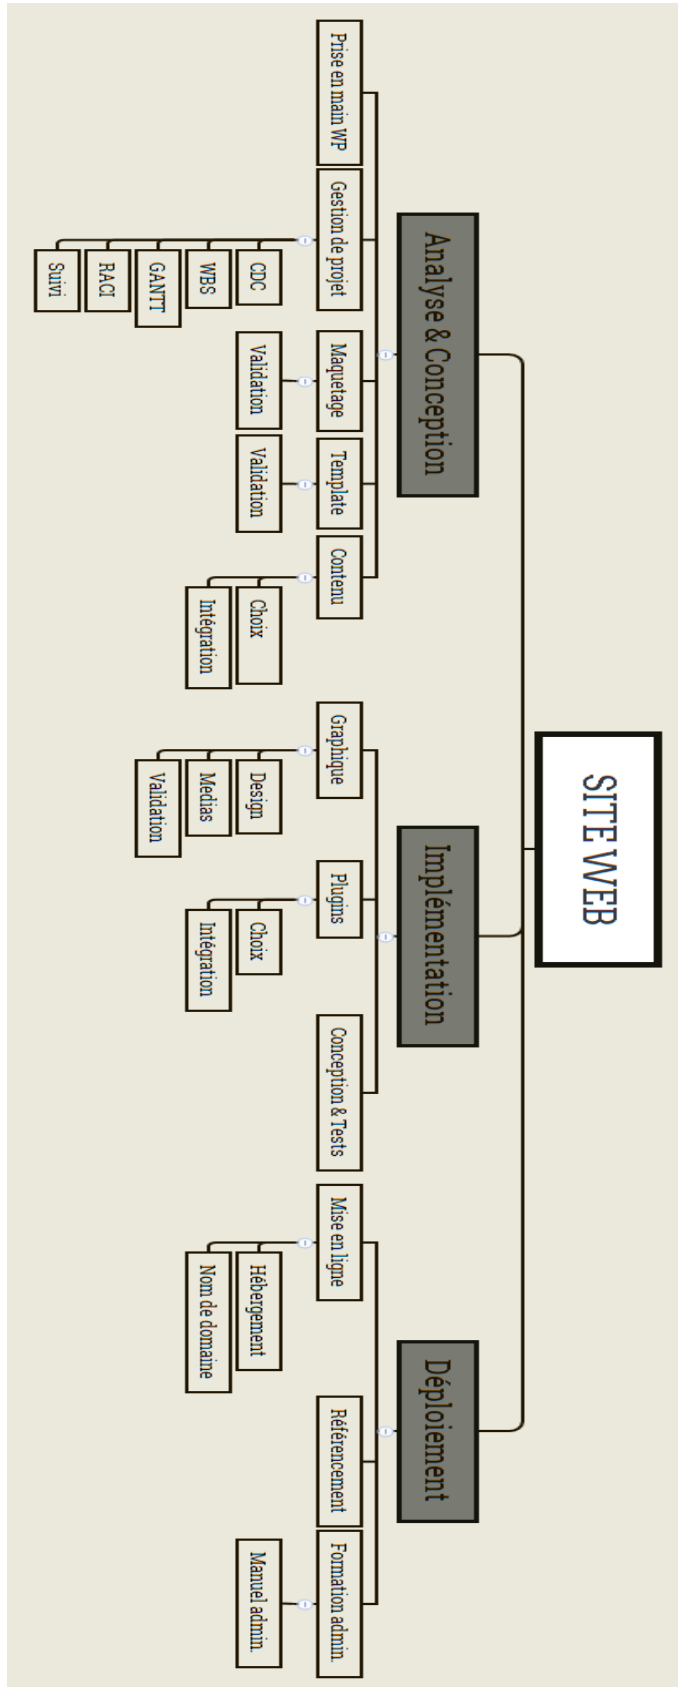 SITE WEB
Analyse & Conception
Prise en main WP
Gestion de projet
CDC
WBS
GANTT
RACI
Suivi
Maquetage
Validation
Template
Validation
Contenu
Choix
Intégration
Implémentation
Graphique
Design
Medias
Validation
Plugins
Choix
Intégration
Conception & Tests
Déploiement
Mise en ligne
Hébergement
Nom de domaine
Référencement
Formation admin.
Manuel admin.